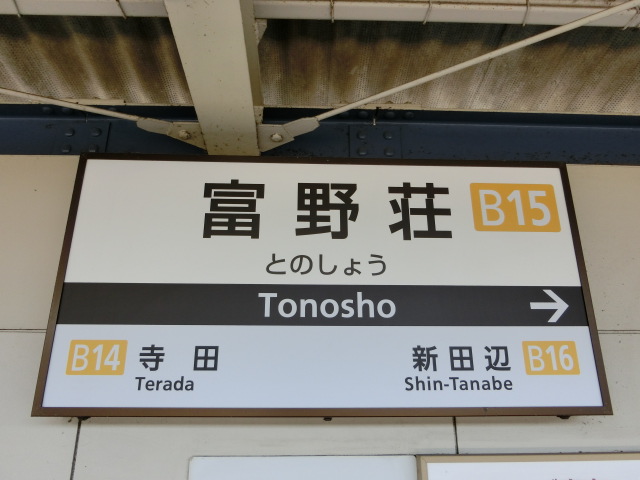 富野荘 B15
とのしょう
Tonosho →
B14 寺田 新田辺 B16
Terada Shin-Tanabe